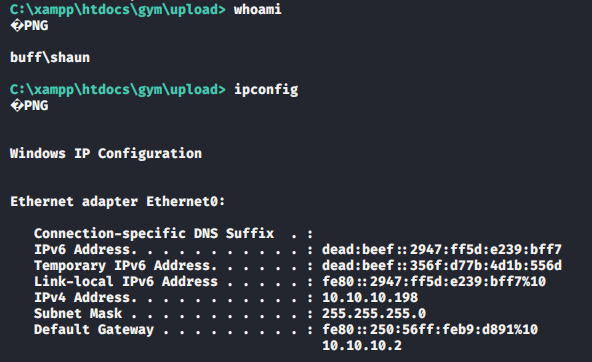 C:\xampp\htdocs\gym\upload> whoami
�PNG
buff\shaun
C:\xampp\htdocs\gym\upload> ipconfig
�PNG
Windows IP Configuration
Ethernet adapter Ethernet0:
Connection-specific DNS Suffix  . :
IPv6 Address. . . . . . . . . . . : dead:beef::2947:ff5d:e239:bff7
Temporary IPv6 Address. . . . . . : dead:beef::356f:d77b:4d1b:556d
Link-local IPv6 Address . . . . . : fe80::2947:ff5d:e239:bff7%10
IPv4 Address. . . . . . . . . . . : 10.10.10.198
Subnet Mask . . . . . . . . . . . : 255.255.255.0
Default Gateway . . . . . . . . . : fe80::250:56ff:feb9:d891%10
10.10.10.2